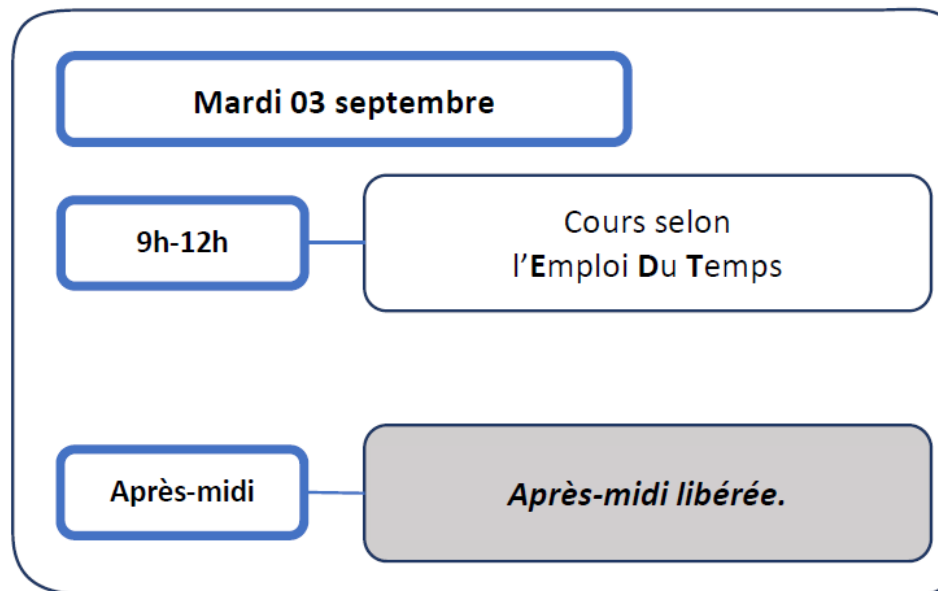 Mardi 03 septembre
9h-12h
Cours selon
l’Emploi Du Temps
Après-midi
Après-midi libérée.